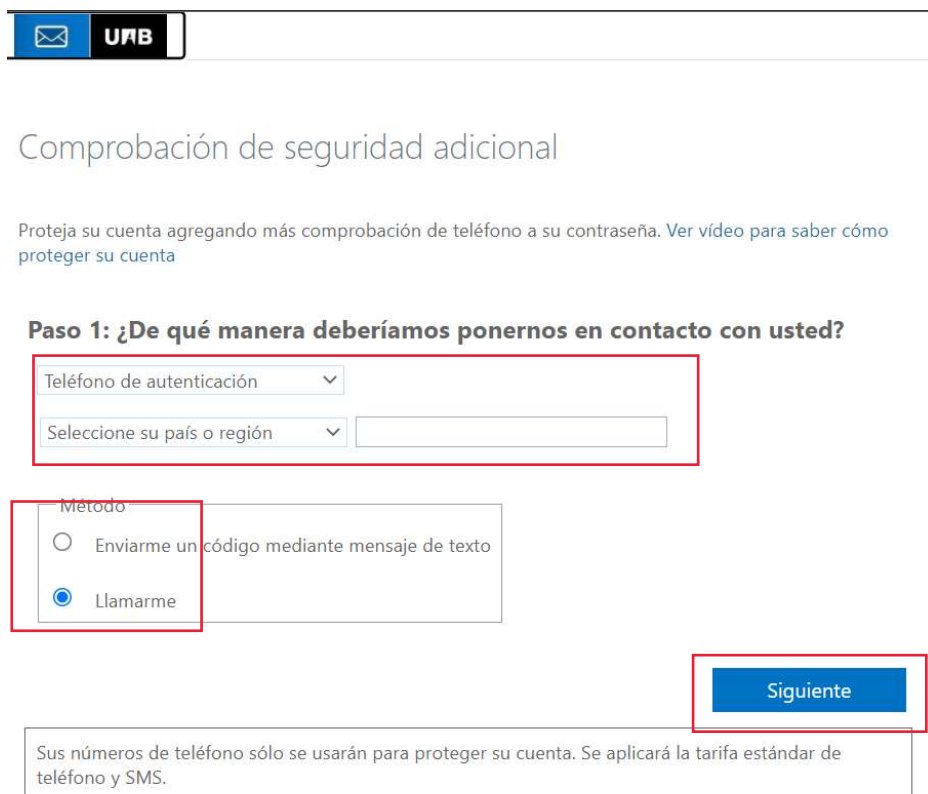 UAB
Comprobación de seguridad adicional
Proteja su cuenta agregando más comprobación de teléfono a su contraseña. Ver vídeo para saber cómo
proteger su cuenta
Paso 1: ¿De qué manera deberíamos ponernos en contacto con usted?
Teléfono de autenticación
Seleccione su país o región
Método
Enviarme un código mediante mensaje de texto
Llamarme
Siguiente
Sus números de teléfono sólo se usarán para proteger su cuenta. Se aplicará la tarifa estándar de
teléfono y SMS.